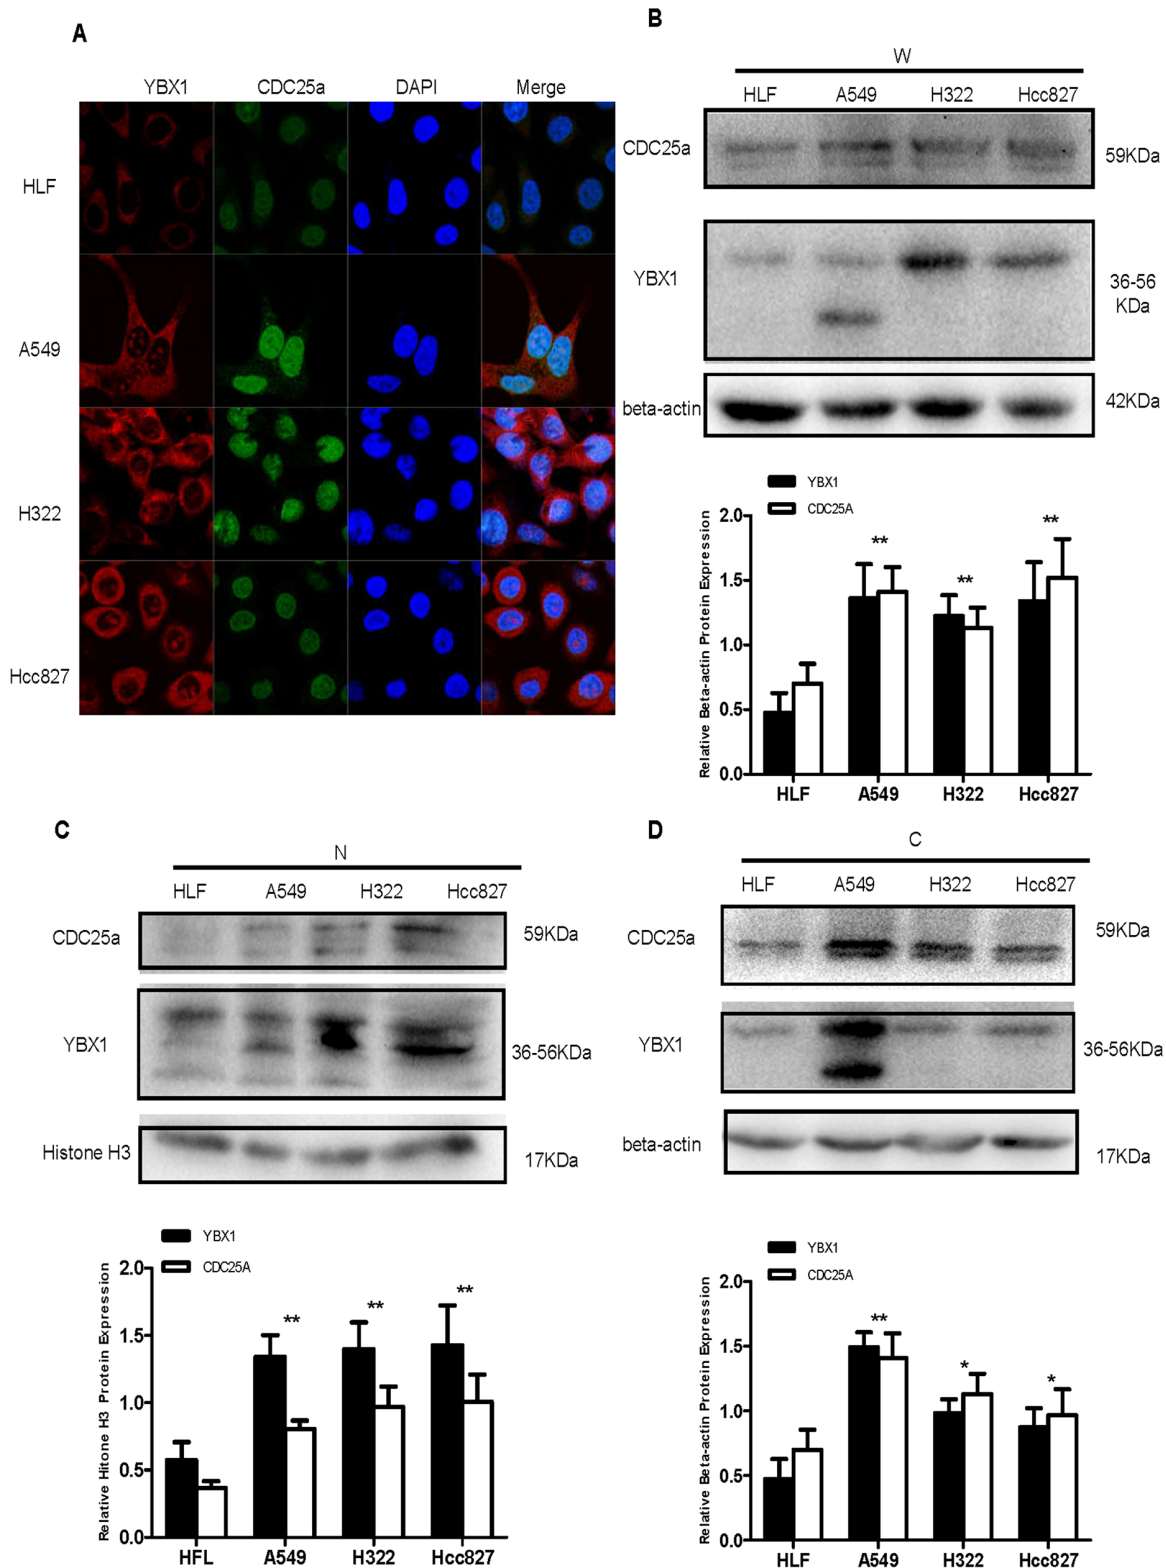 A
YBX1 CDC25a DAPI Merge
HLF
A549
H322
Hcc827
B
W
HLF A549 H322 Hcc827
CDC25a 59KDa
YBX1 36-56
KDa
beta-actin 42KDa
YBX1
CDC25A
Relative Beta-actin Protein Expression
2.0
1.5
1.0
0.5
0.0
** ** **
HLF A549 H322 Hcc827
C
N
HLF A549 H322 Hcc827
CDC25a 59KDa
YBX1 36-56KDa
Histone H3 17KDa
YBX1
CDC25A
Relative Hitone H3 Protein Expression
2.0
1.5
1.0
0.5
0.0
** ** **
HFL A549 H322 Hcc827
D
C
HLF A549 H322 Hcc827
CDC25a 59KDa
YBX1 36-56KDa
beta-actin 17KDa
YBX1
CDC25A
Relative Beta-actin Protein Expression
2.0
1.5
1.0
0.5
0.0
** * *
HLF A549 H322 Hcc827